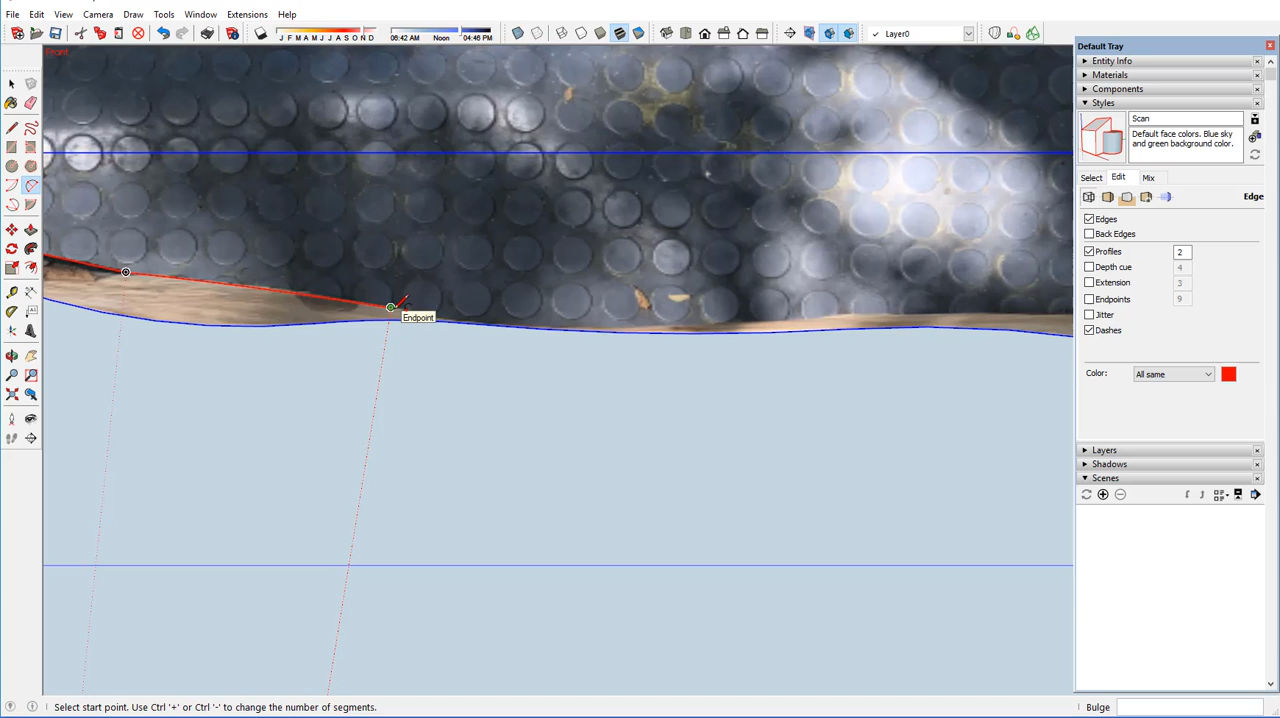 File Edit View Camera Draw Tools Window Extensions Help
J F M A M J J A S O N D
06:42 AM Noon 04:46 PM
Layer0
Front
Default Tray
Entity Info
Materials
Components
Styles
Scan
Default face colors. Blue sky
and green background color.
Select Edit Mix
Edge
Edges
Back Edges
Profiles 2
Depth cue 4
Extension 3
Endpoints 9
Jitter
Dashes
Color: All same
Layers
Shadows
Scenes
Endpoint
Select start point. Use Ctrl '+' or Ctrl '-' to change the number of segments.
Bulge